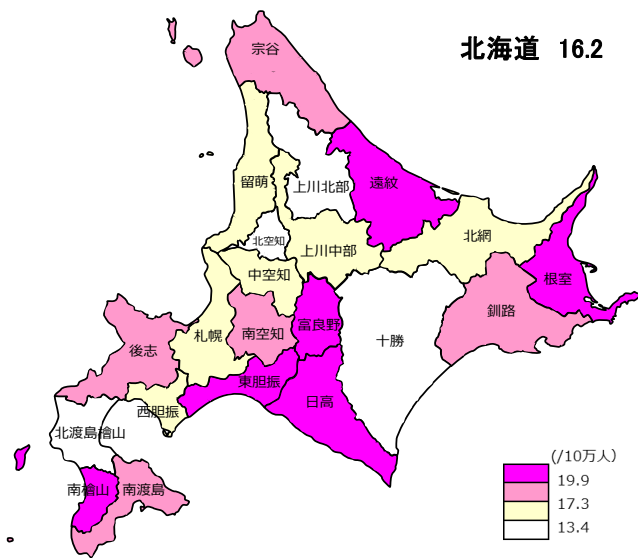 北海道 16.2
宗谷
留萌
上川北部
遠紋
北空知
上川中部
北網
中空知
根室
札幌
南空知
富良野
十勝
釧路
後志
東胆振
日高
西胆振
北渡島檜山
南檜山
南渡島
(/10万人)
19.9
17.3
13.4